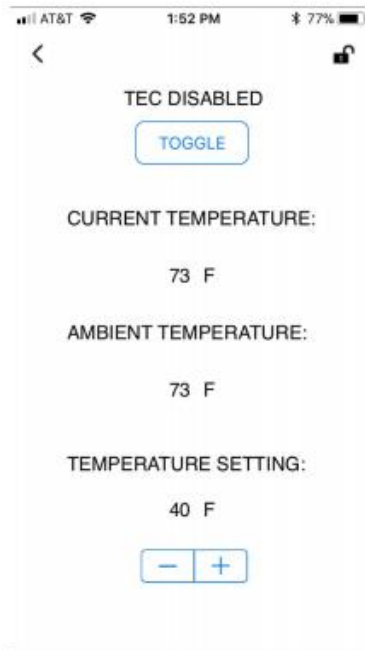 AT&T 1:52 PM 77%
TEC DISABLED
TOGGLE
CURRENT TEMPERATURE:
73 F
AMBIENT TEMPERATURE:
73 F
TEMPERATURE SETTING:
40 F
− +